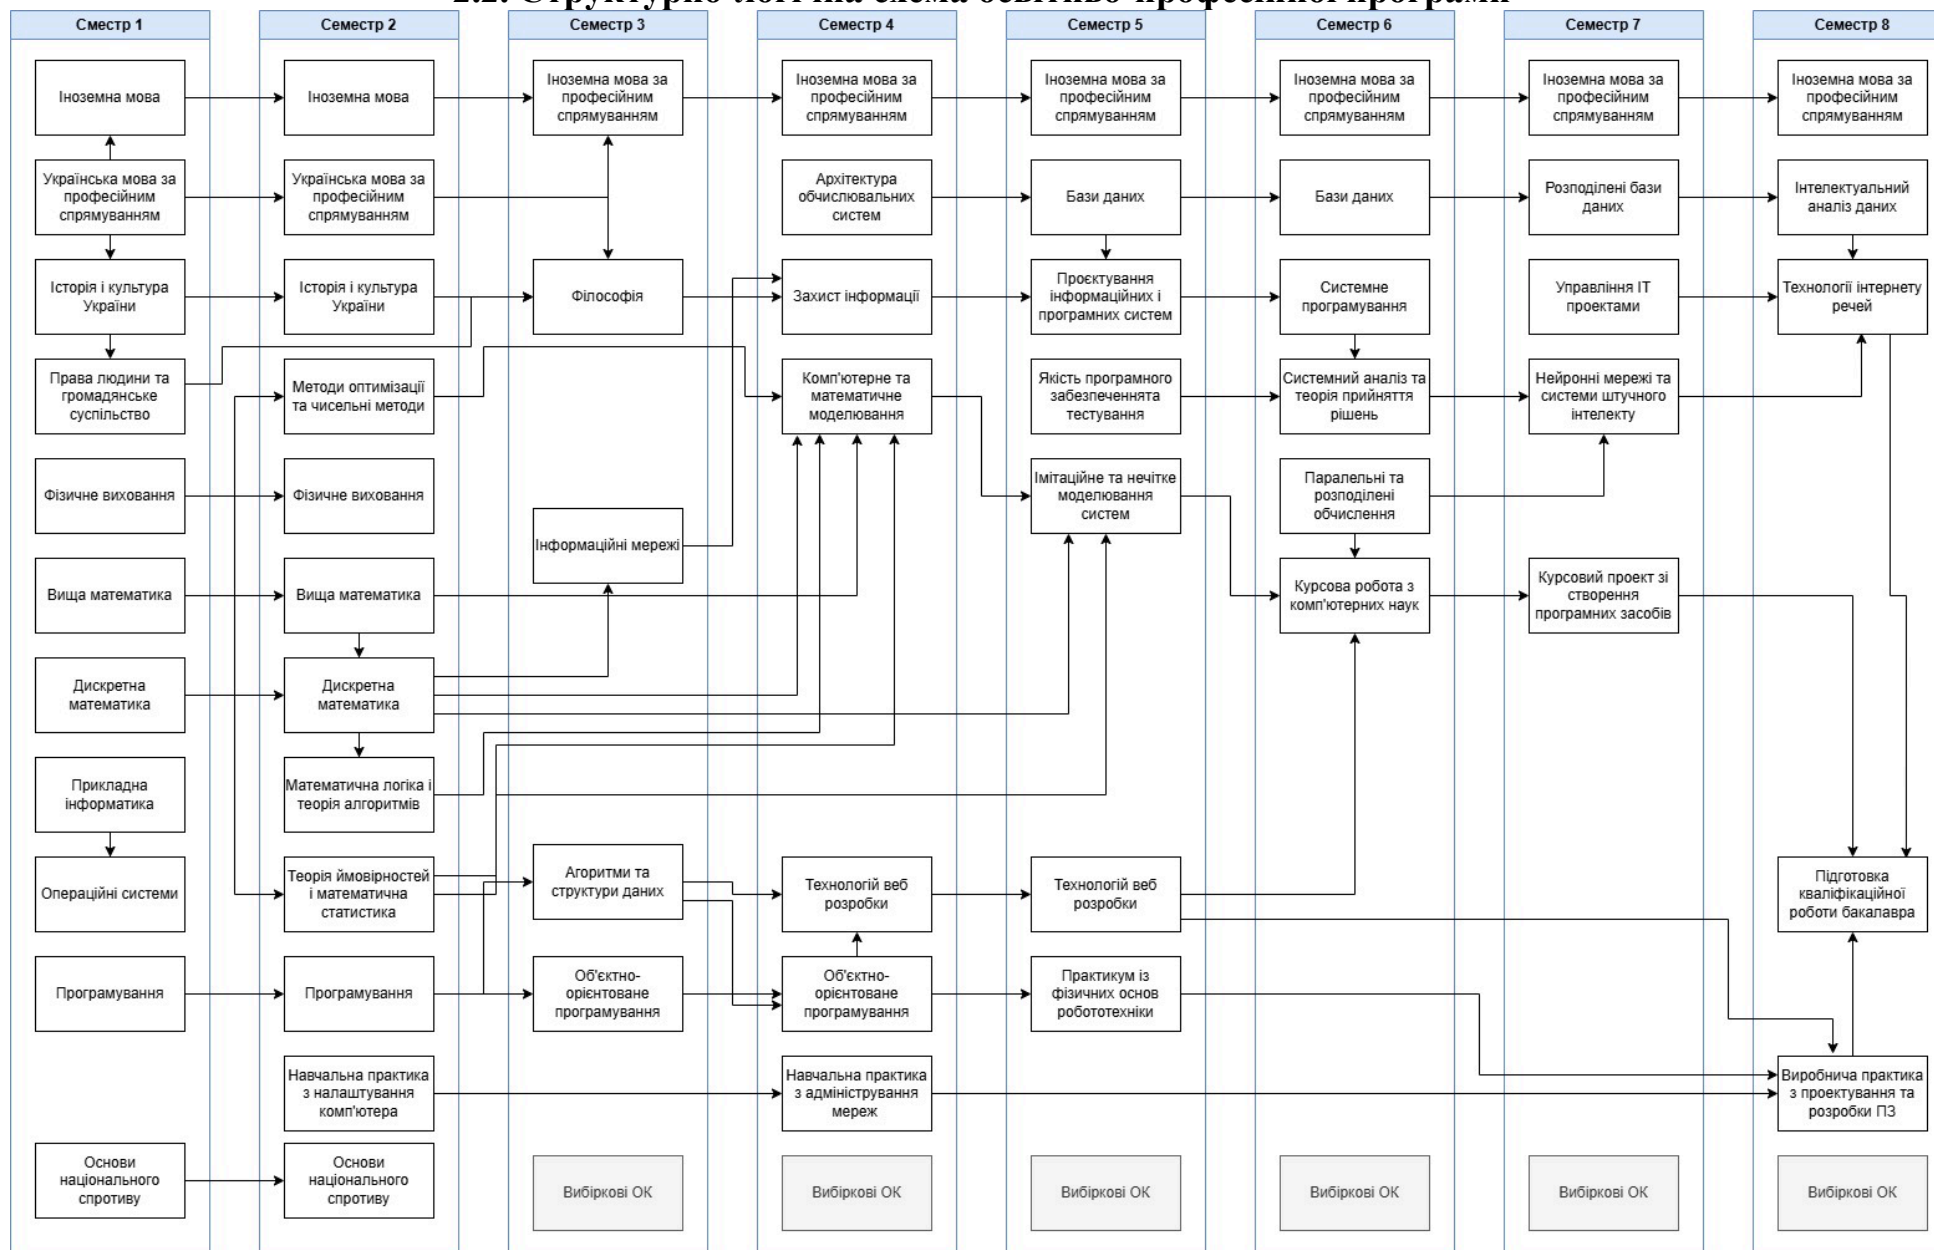 2.2. Структурно-логічна схема освітньо-професійної програми
Сместр 1
Семестр 2
Семестр 3
Семестр 4
Семестр 5
Семестр 6
Семестр 7
Семестр 8
Іноземна мова
Українська мова за
професійним
спрямуванням
Історія і культура
України
Права людини та
громадянське
суспільство
Фізичне виховання
Вища математика
Дискретна
математика
Прикладна
інформатика
Операційні системи
Програмування
Основи
національного
спротиву
Іноземна мова
Українська мова за
професійним
спрямуванням
Історія і культура
України
Методи оптимізації
та чисельні методи
Фізичне виховання
Вища математика
Дискретна
математика
Математична логіка і
теорія алгоритмів
Теорія ймовірностей
і математична
статистика
Програмування
Навчальна практика
з налаштування
комп'ютера
Основи
національного
спротиву
Іноземна мова за
професійним
спрямуванням
Філософія
Інформаційні мережі
Агоритми та
структури даних
Об'єктно-
орієнтоване
програмування
Вибіркові ОК
Іноземна мова за
професійним
спрямуванням
Архітектура
обчислювальних
систем
Захист інформації
Комп'ютерне та
математичне
моделювання
Технологій веб
розробки
Об'єктно-
орієнтоване
програмування
Навчальна практика
з адміністрування
мереж
Вибіркові ОК
Іноземна мова за
професійним
спрямуванням
Бази даних
Проєктування
інформаційних і
програмних систем
Якість програмного
забезпеченнята
тестування
Імітаційне та нечітке
моделювання
систем
Технологій веб
розробки
Практикум із
фізичних основ
робототехніки
Вибіркові ОК
Іноземна мова за
професійним
спрямуванням
Бази даних
Системне
програмування
Системний аналіз та
теорія прийняття
рішень
Паралельні та
розподілені
обчислення
Курсова робота з
комп'ютерних наук
Вибіркові ОК
Іноземна мова за
професійним
спрямуванням
Розподілені бази
даних
Управління ІТ
проектами
Нейронні мережі та
системи штучного
інтелекту
Курсовий проект зі
створення
програмних засобів
Вибіркові ОК
Іноземна мова за
професійним
спрямуванням
Інтелектуальний
аналіз даних
Технології інтернету
речей
Підготовка
кваліфікаційної
роботи бакалавра
Виробнича практика
з проектування та
розробки ПЗ
Вибіркові ОК